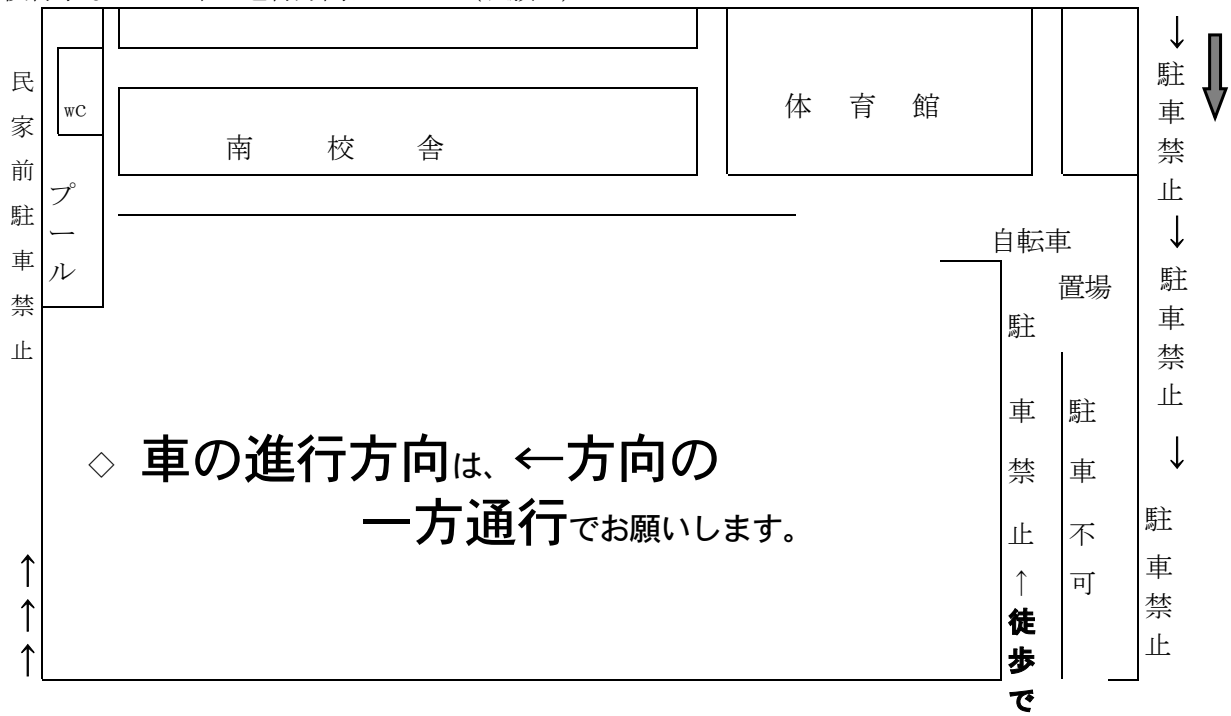 民家前駐車禁止
↑
↑
↑
WC
プール
南校舎
体育館
自転車
置場
◇ 車の進行方向は、←方向の
一方通行でお願いします。
駐車禁止↑徒歩で
駐車不可
↓駐車禁止↓駐車禁止↓駐車禁止